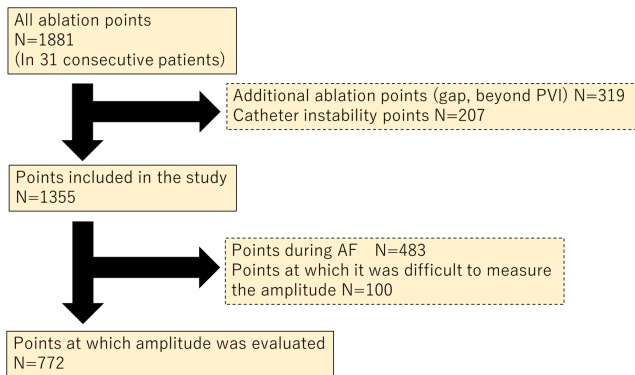 All ablation points
N=1881
(In 31 consecutive patients)
Additional ablation points (gap, beyond PVI) N=319
Catheter instability points N=207
Points included in the study
N=1355
Points during AF　N=483
Points at which it was difficult to measure
the amplitude N=100
Points at which amplitude was evaluated
N=772